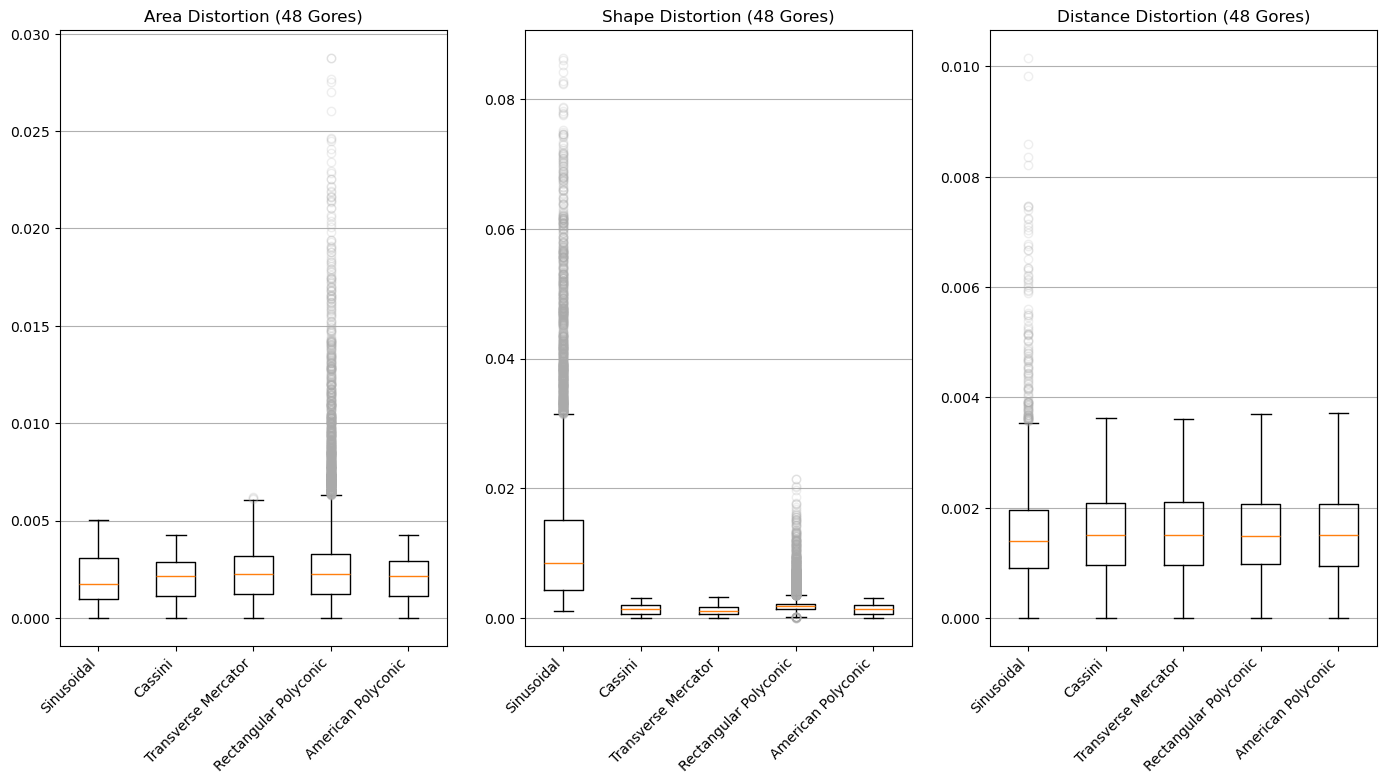 Area Distortion (48 Gores)
0.030
0.025
0.020
0.015
0.010
0.005
0.000
Sinusoidal
Cassini
Transverse Mercator
Rectangular Polyconic
American Polyconic
Shape Distortion (48 Gores)
0.08
0.06
0.04
0.02
0.00
Sinusoidal
Cassini
Transverse Mercator
Rectangular Polyconic
American Polyconic
Distance Distortion (48 Gores)
0.010
0.008
0.006
0.004
0.002
0.000
Sinusoidal
Cassini
Transverse Mercator
Rectangular Polyconic
American Polyconic